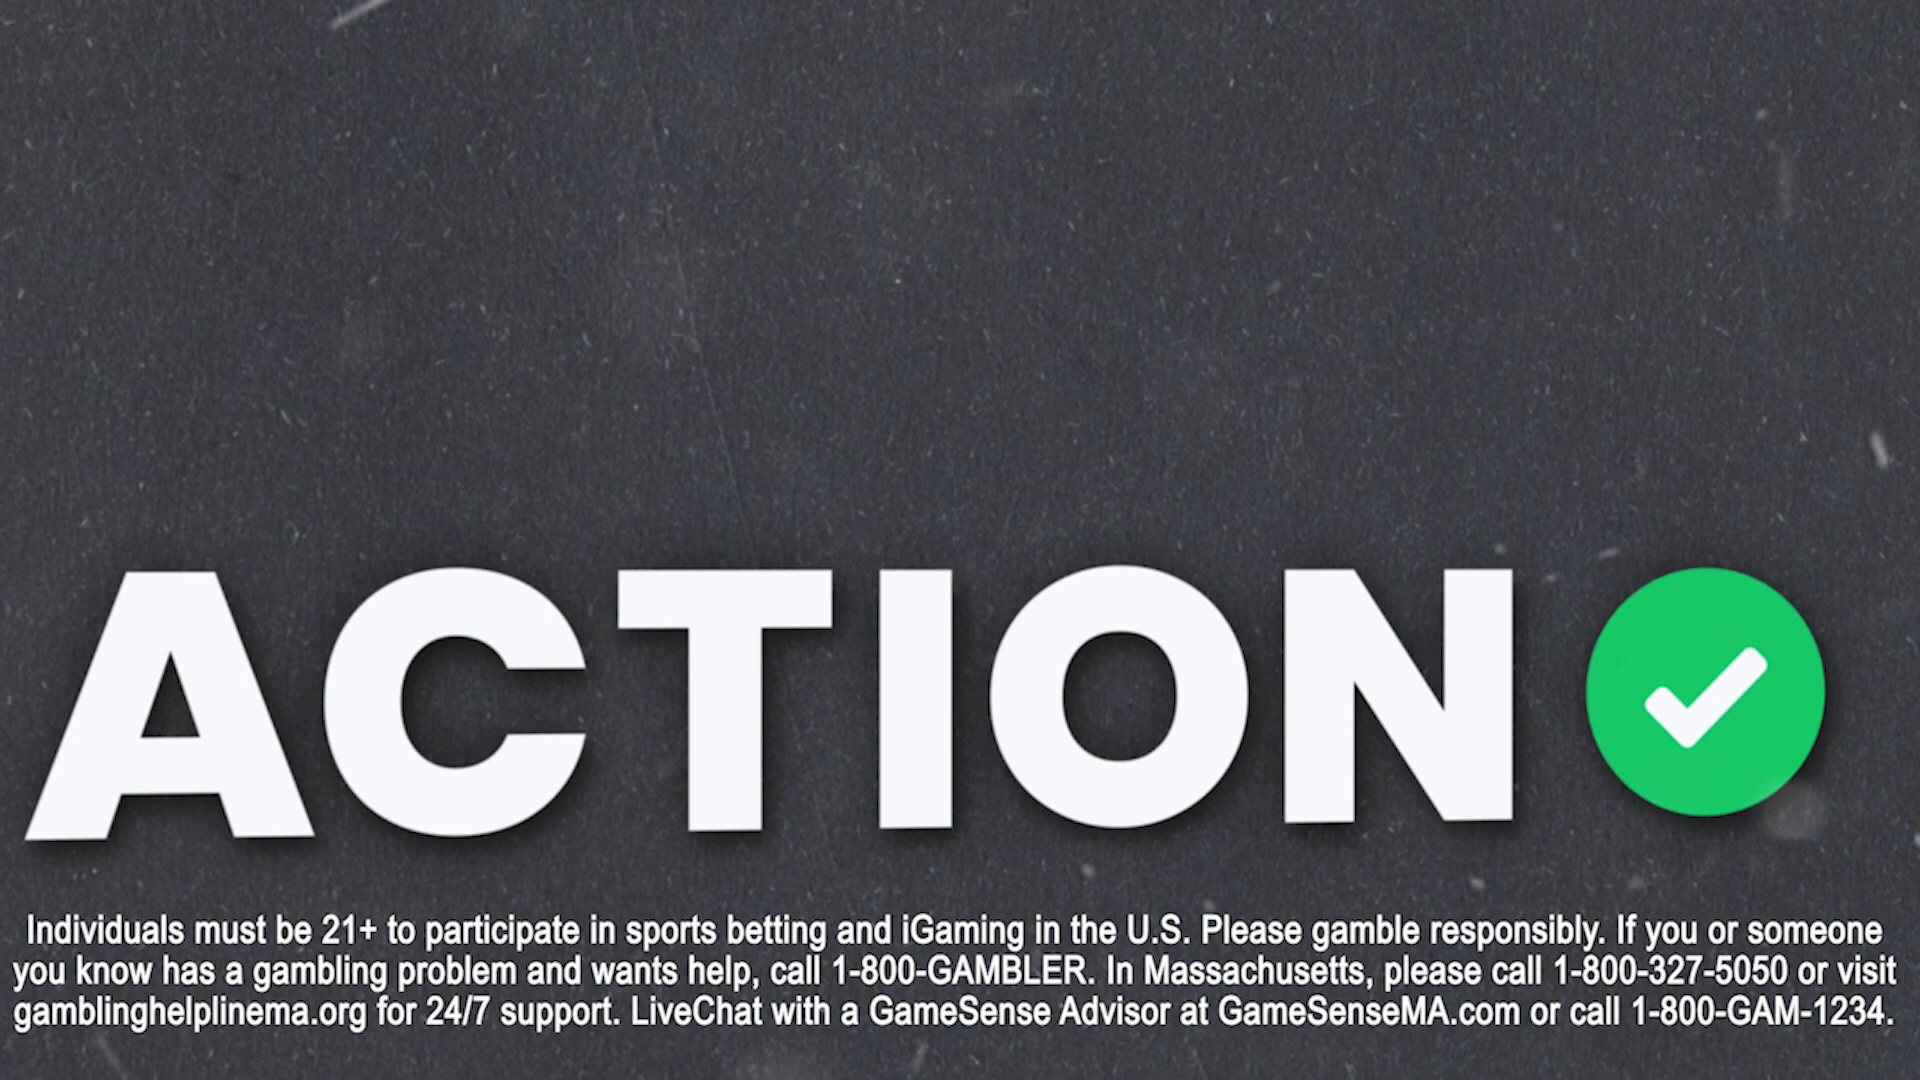 ACTION
Individuals must be 21+ to participate in sports betting and iGaming in the U.S. Please gamble responsibly. If you or someone
you know has a gambling problem and wants help, call 1-800-GAMBLER. In Massachusetts, please call 1-800-327-5050 or visit
gamblinghelplinema.org for 24/7 support. LiveChat with a GameSense Advisor at GameSenseMA.com or call 1-800-GAM-1234.